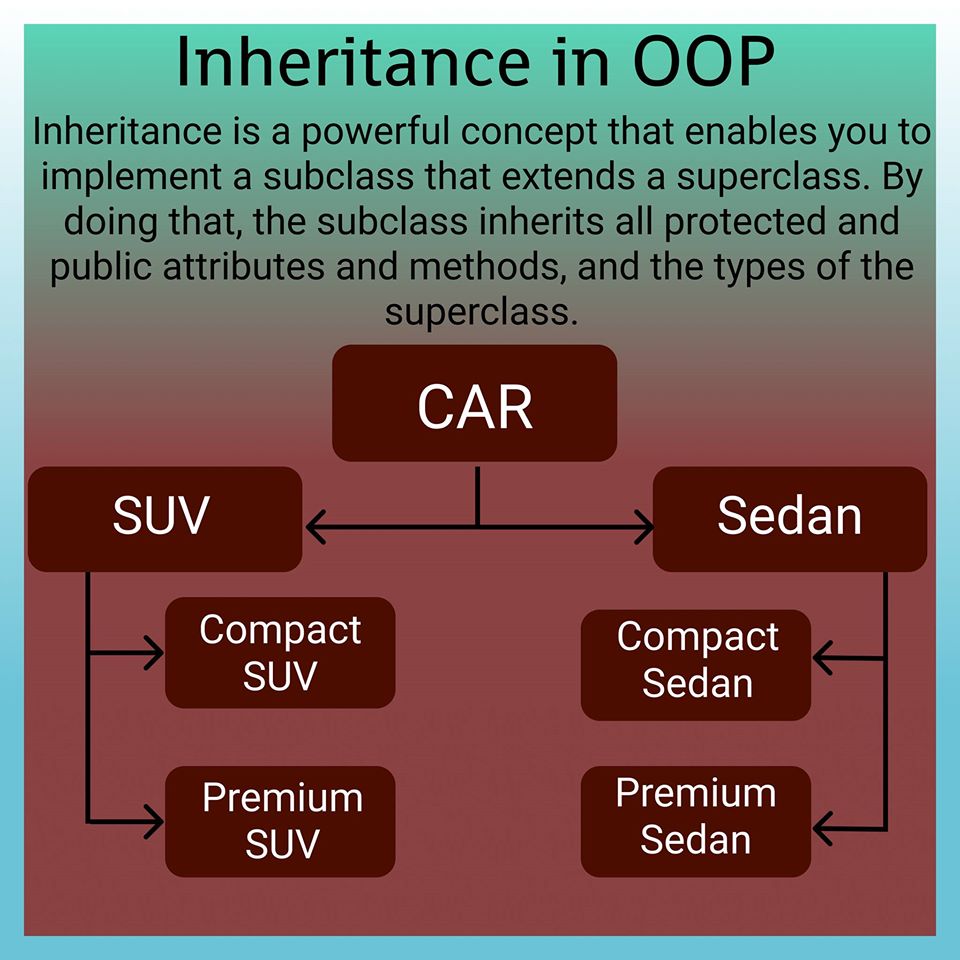 Inheritance in OOP
Inheritance is a powerful concept that enables you to
implement a subclass that extends a superclass. By
doing that, the subclass inherits all protected and
public attributes and methods, and the types of the
superclass.
CAR
SUV
Sedan
Compact
SUV
Compact
Sedan
Premium
SUV
Premium
Sedan